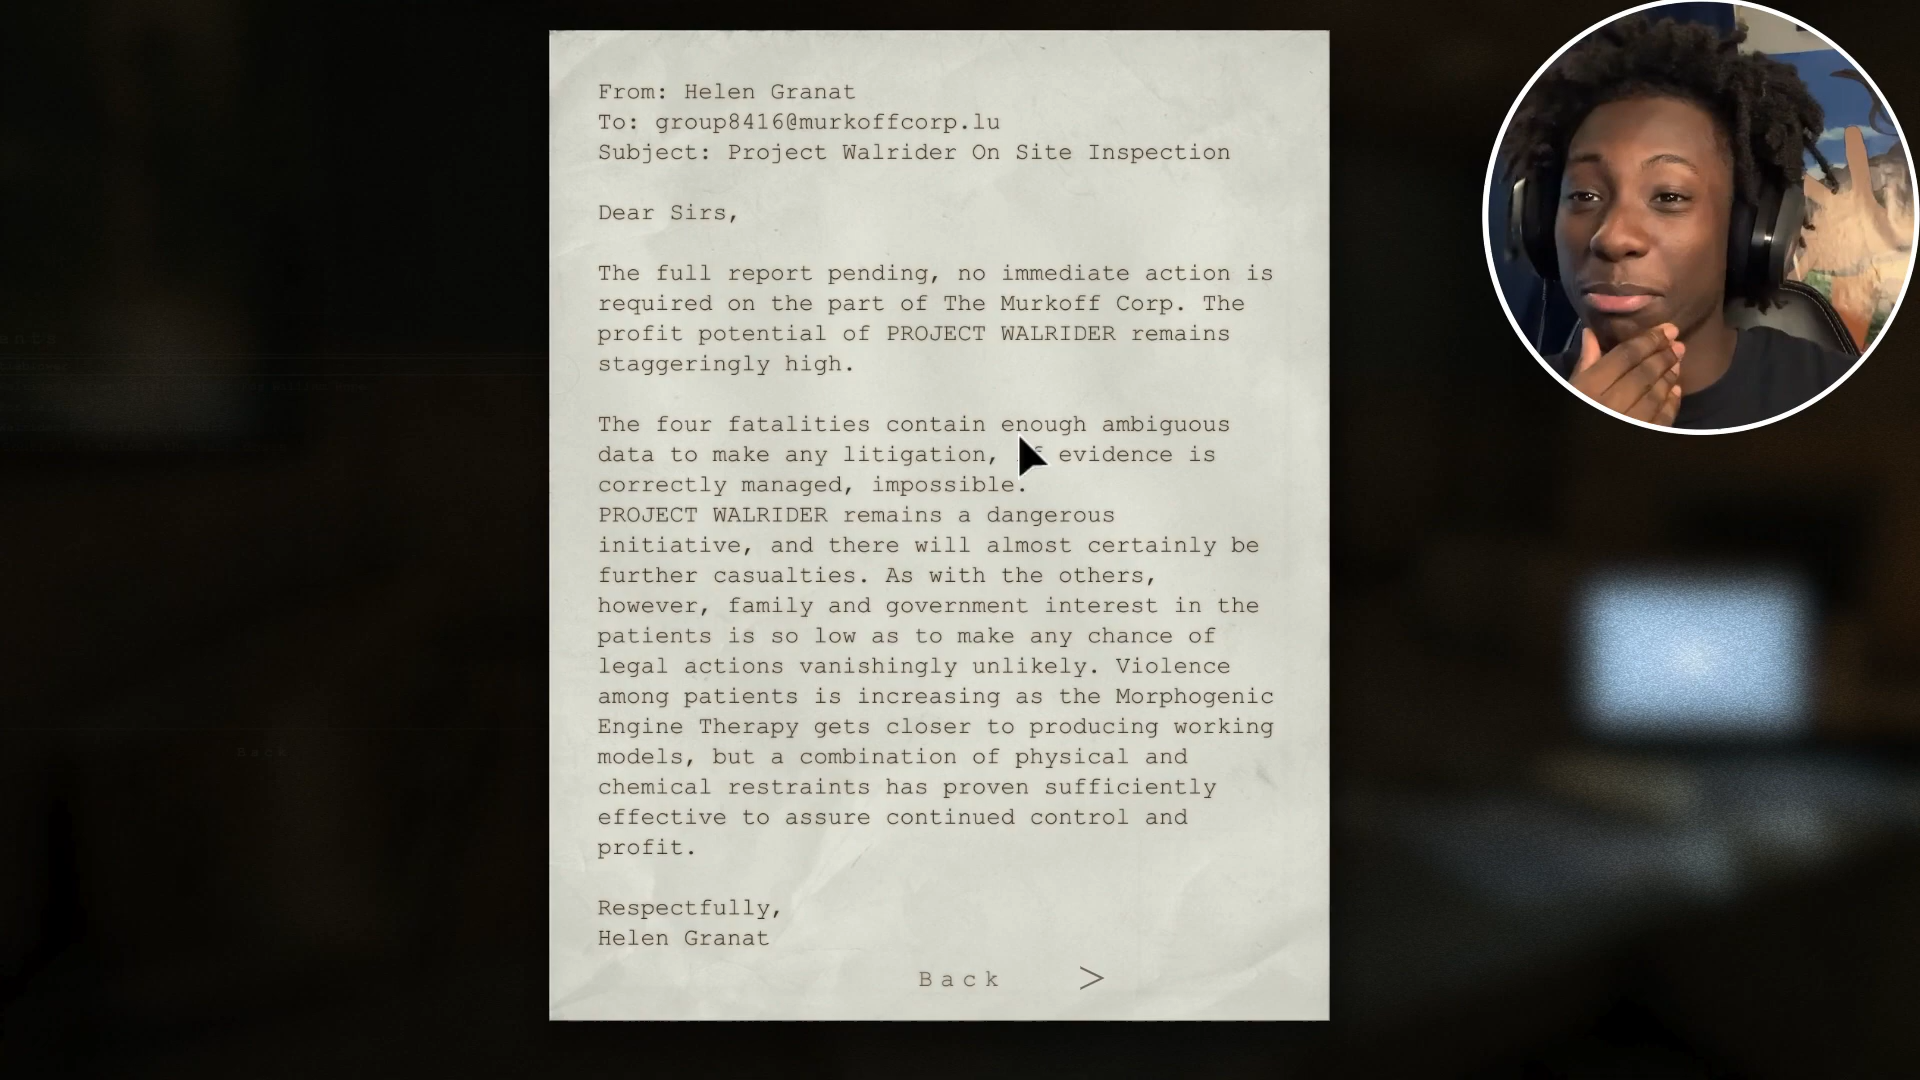 From: Helen Granat
To: group8416@murkoffcorp.lu
Subject: Project Walrider On Site Inspection
Dear Sirs,
The full report pending, no immediate action is
required on the part of The Murkoff Corp. The
profit potential of PROJECT WALRIDER remains
staggeringly high.
The four fatalities contain enough ambiguous
data to make any litigation, evidence is
correctly managed, impossible.
PROJECT WALRIDER remains a dangerous
initiative, and there will almost certainly be
further casualties. As with the others,
however, family and government interest in the
patients is so low as to make any chance of
legal actions vanishingly unlikely. Violence
among patients is increasing as the Morphogenic
Engine Therapy gets closer to producing working
models, but a combination of physical and
chemical restraints has proven sufficiently
effective to assure continued control and
profit.
Respectfully,
Helen Granat
Back >
Back